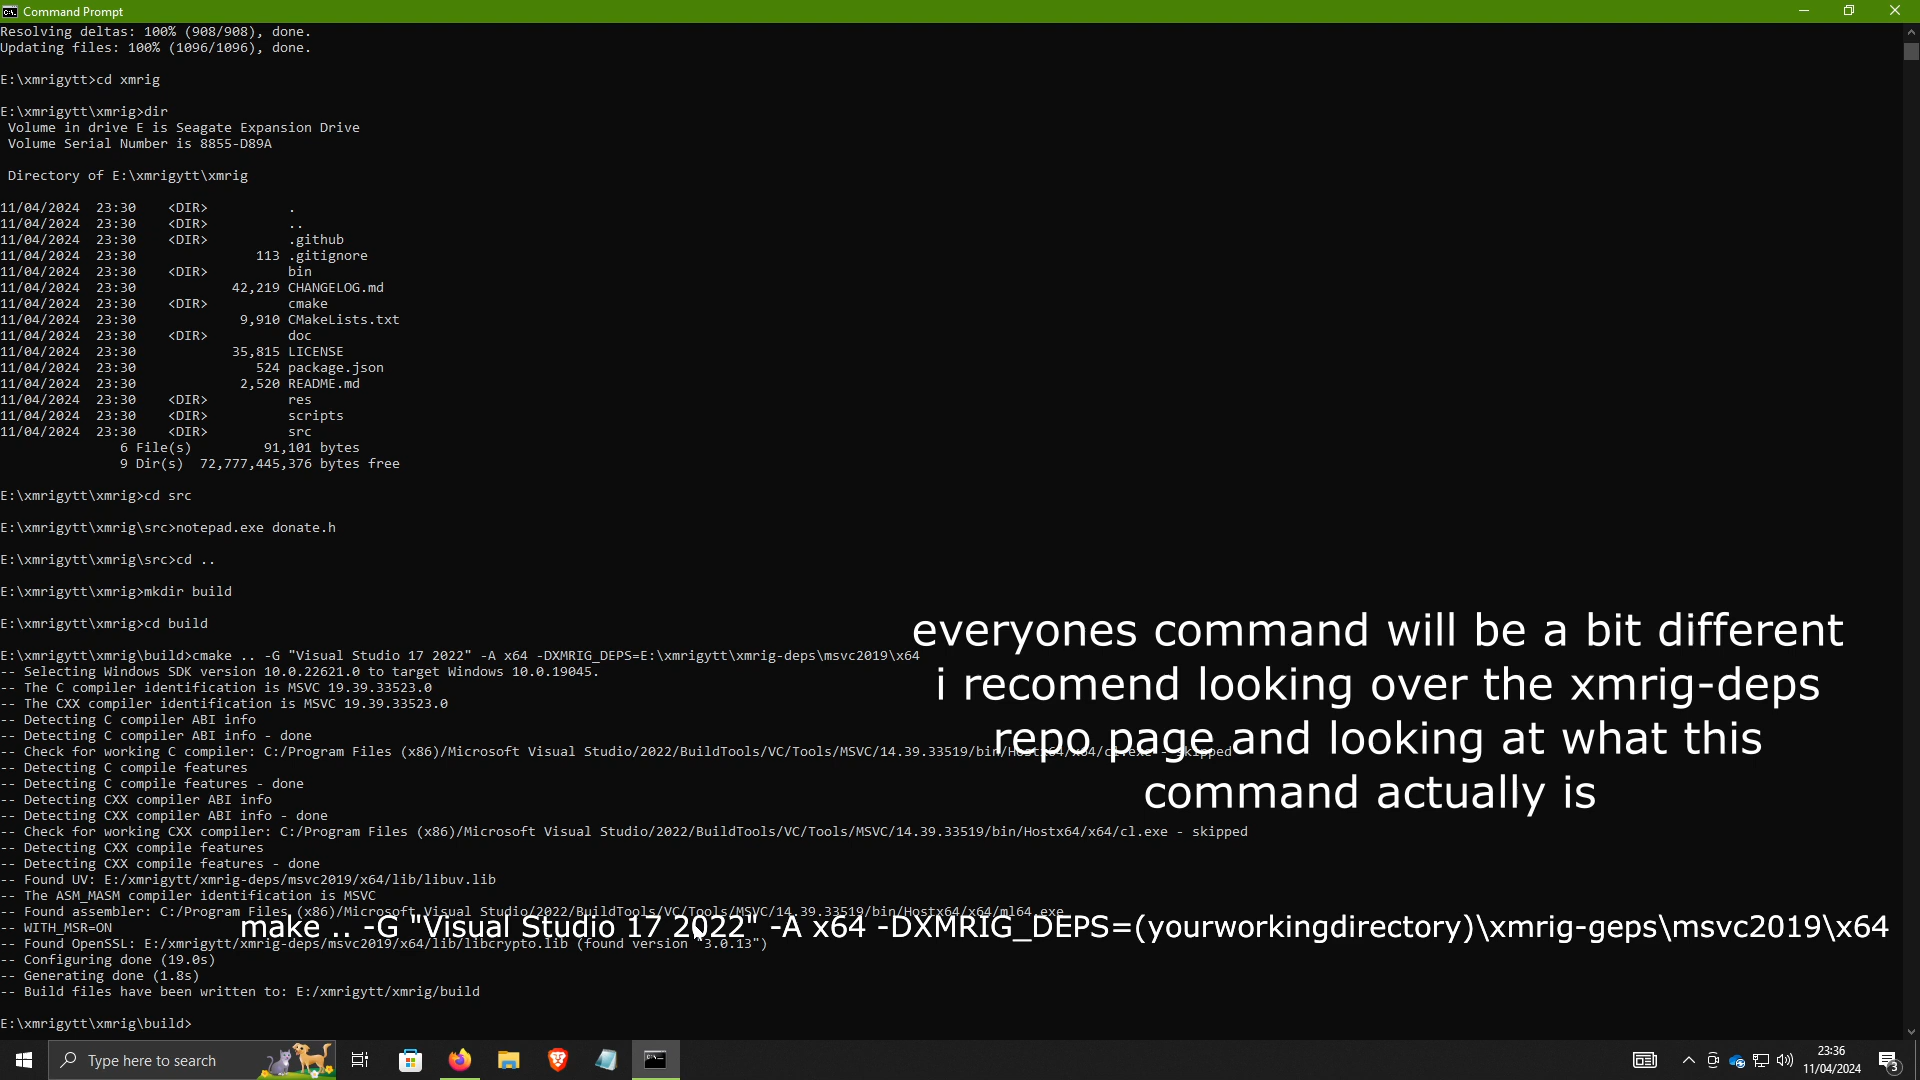 Command Prompt
Resolving deltas: 100% (908/908), done.
Updating files: 100% (1096/1096), done.
E:\xmrigytt>cd xmrig
E:\xmrigytt\xmrig>dir
Volume in drive E is Seagate Expansion Drive
Volume Serial Number is 8855-D89A
Directory of E:\xmrigytt\xmrig
11/04/2024  23:30    <DIR>          .
11/04/2024  23:30    <DIR>          ..
11/04/2024  23:30    <DIR>          .github
11/04/2024  23:30               113 .gitignore
11/04/2024  23:30    <DIR>          bin
11/04/2024  23:30            42,219 CHANGELOG.md
11/04/2024  23:30    <DIR>          cmake
11/04/2024  23:30             9,910 CMakeLists.txt
11/04/2024  23:30    <DIR>          doc
11/04/2024  23:30            35,815 LICENSE
11/04/2024  23:30               524 package.json
11/04/2024  23:30             2,520 README.md
11/04/2024  23:30    <DIR>          res
11/04/2024  23:30    <DIR>          scripts
11/04/2024  23:30    <DIR>          src
6 File(s)         91,101 bytes
9 Dir(s)  72,777,445,376 bytes free
E:\xmrigytt\xmrig>cd src
E:\xmrigytt\xmrig\src>notepad.exe donate.h
E:\xmrigytt\xmrig\src>cd ..
E:\xmrigytt\xmrig>mkdir build
E:\xmrigytt\xmrig>cd build
E:\xmrigytt\xmrig\build>cmake .. -G "Visual Studio 17 2022" -A x64 -DXMRIG_DEPS=E:\xmrigytt\xmrig-deps\msvc2019\x64
-- Selecting Windows SDK version 10.0.22621.0 to target Windows 10.0.19045.
-- The C compiler identification is MSVC 19.39.33523.0
-- The CXX compiler identification is MSVC 19.39.33523.0
-- Detecting C compiler ABI info
-- Detecting C compiler ABI info - done
-- Check for working C compiler: C:/Program Files (x86)/Microsoft Visual Studio/2022/BuildTools/VC/Tools/MSVC/14.39.33519/bin/Hostx64/x64/cl.exe - skipped
-- Detecting C compile features
-- Detecting C compile features - done
-- Detecting CXX compiler ABI info
-- Detecting CXX compiler ABI info - done
-- Check for working CXX compiler: C:/Program Files (x86)/Microsoft Visual Studio/2022/BuildTools/VC/Tools/MSVC/14.39.33519/bin/Hostx64/x64/cl.exe - skipped
-- Detecting CXX compile features
-- Detecting CXX compile features - done
-- Found UV: E:/xmrigytt/xmrig-deps/msvc2019/x64/lib/libuv.lib
-- The ASM_MASM compiler identification is MSVC
-- Found assembler: C:/Program Files (x86)/Microsoft Visual Studio/2022/BuildTools/VC/Tools/MSVC/14.39.33519/bin/Hostx64/x64/ml64.exe
-- WITH_MSR=ON
-- Found OpenSSL: E:/xmrigytt/xmrig-deps/msvc2019/x64/lib/libcrypto.lib (found version "3.0.13")
-- Configuring done (19.0s)
-- Generating done (1.8s)
-- Build files have been written to: E:/xmrigytt/xmrig/build
E:\xmrigytt\xmrig\build>
everyones command will be a bit different
i recomend looking over the xmrig-deps
repo page and looking at what this
command actually is
make .. -G "Visual Studio 17 2022" -A x64 -DXMRIG_DEPS=(yourworkingdirectory)\xmrig-geps\msvc2019\x64
Type here to search
23:36
11/04/2024
3